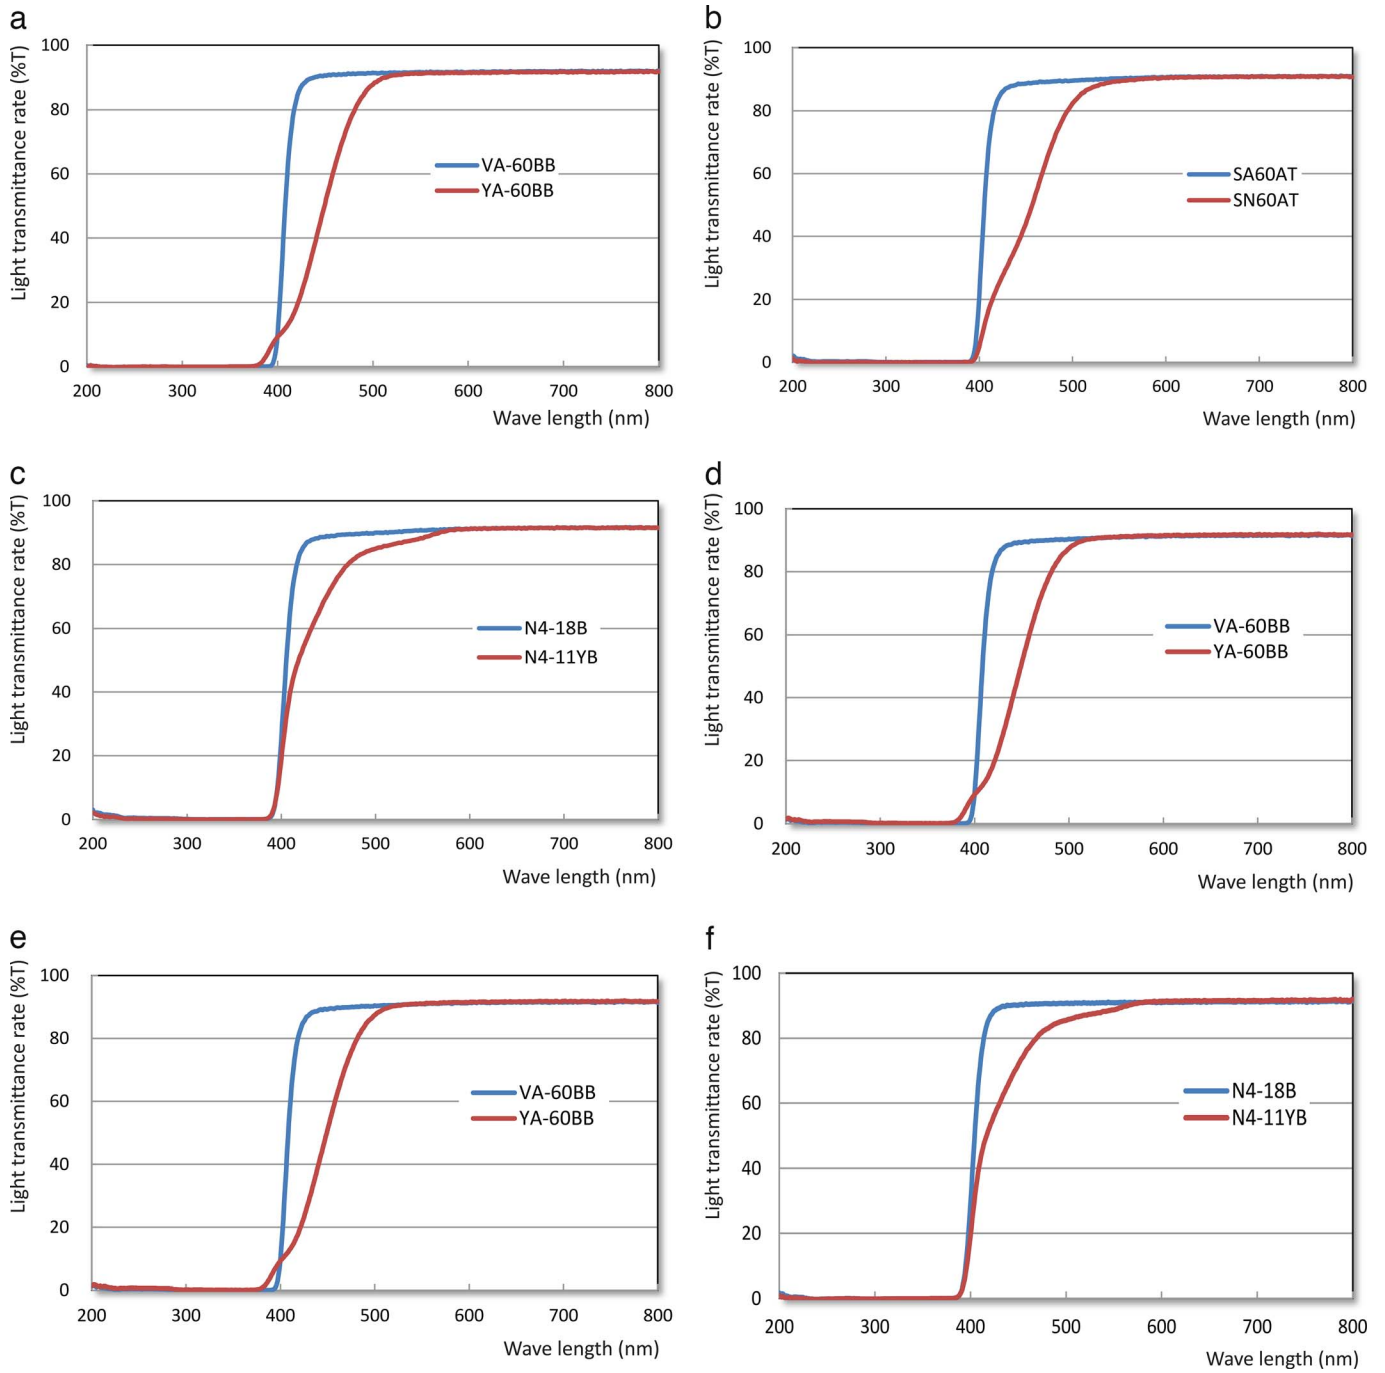 a
Light transmittance rate (%T)
100
80
60
40
20
0
VA-60BB
YA-60BB
200 300 400 500 600 700 800
Wave length (nm)
b
Light transmittance rate (%T)
100
80
60
40
20
0
SA60AT
SN60AT
200 300 400 500 600 700 800
Wave length (nm)
c
Light transmittance rate (%T)
100
80
60
40
20
0
N4-18B
N4-11YB
200 300 400 500 600 700 800
Wave length (nm)
d
Light transmittance rate (%T)
100
80
60
40
20
0
VA-60BB
YA-60BB
200 300 400 500 600 700 800
Wave length (nm)
e
Light transmittance rate (%T)
100
80
60
40
20
0
VA-60BB
YA-60BB
200 300 400 500 600 700 800
Wave length (nm)
f
Light transmittance rate (%T)
100
80
60
40
20
0
N4-18B
N4-11YB
200 300 400 500 600 700 800
Wave length (nm)